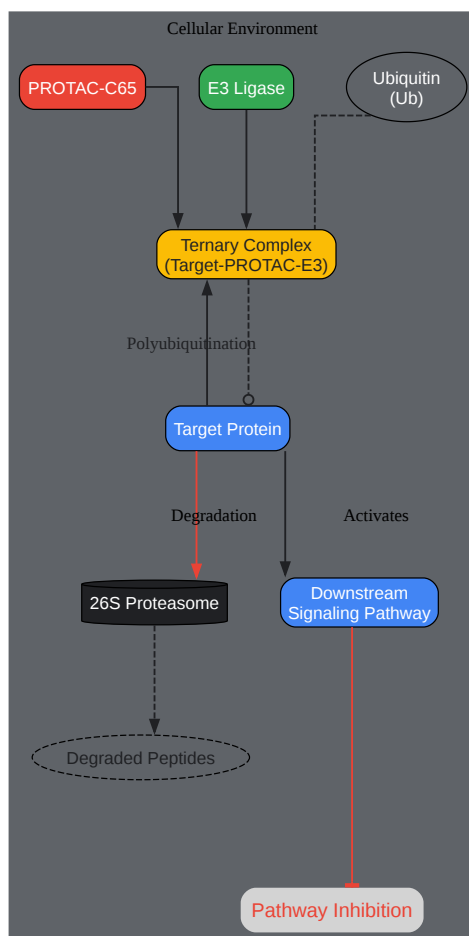 Cellular Environment
PROTAC-C65
E3 Ligase
Ubiquitin
(Ub)
Ternary Complex
(Target-PROTAC-E3)
Polyubiquitination
Target Protein
Degradation
Activates
26S Proteasome
Downstream
Signaling Pathway
Degraded Peptides
Pathway Inhibition